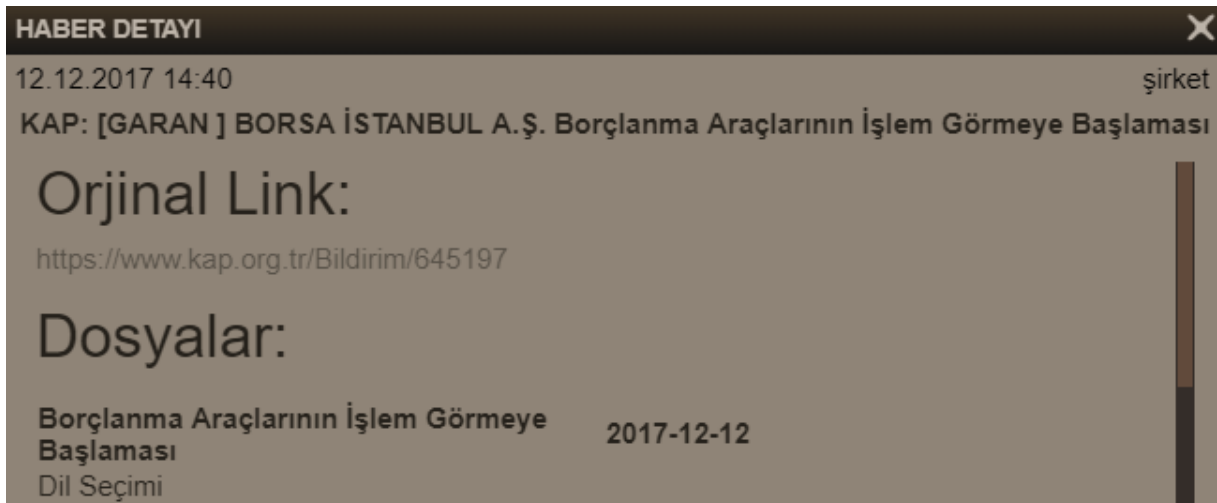 HABER DETAYI
12.12.2017 14:40 şirket
KAP: [GARAN ] BORSA İSTANBUL A.Ş. Borçlanma Araçlarının İşlem Görmeye Başlaması
Orjinal Link:
https://www.kap.org.tr/Bildirim/645197
Dosyalar:
Borçlanma Araçlarının İşlem Görmeye
Başlaması
2017-12-12
Dil Seçimi